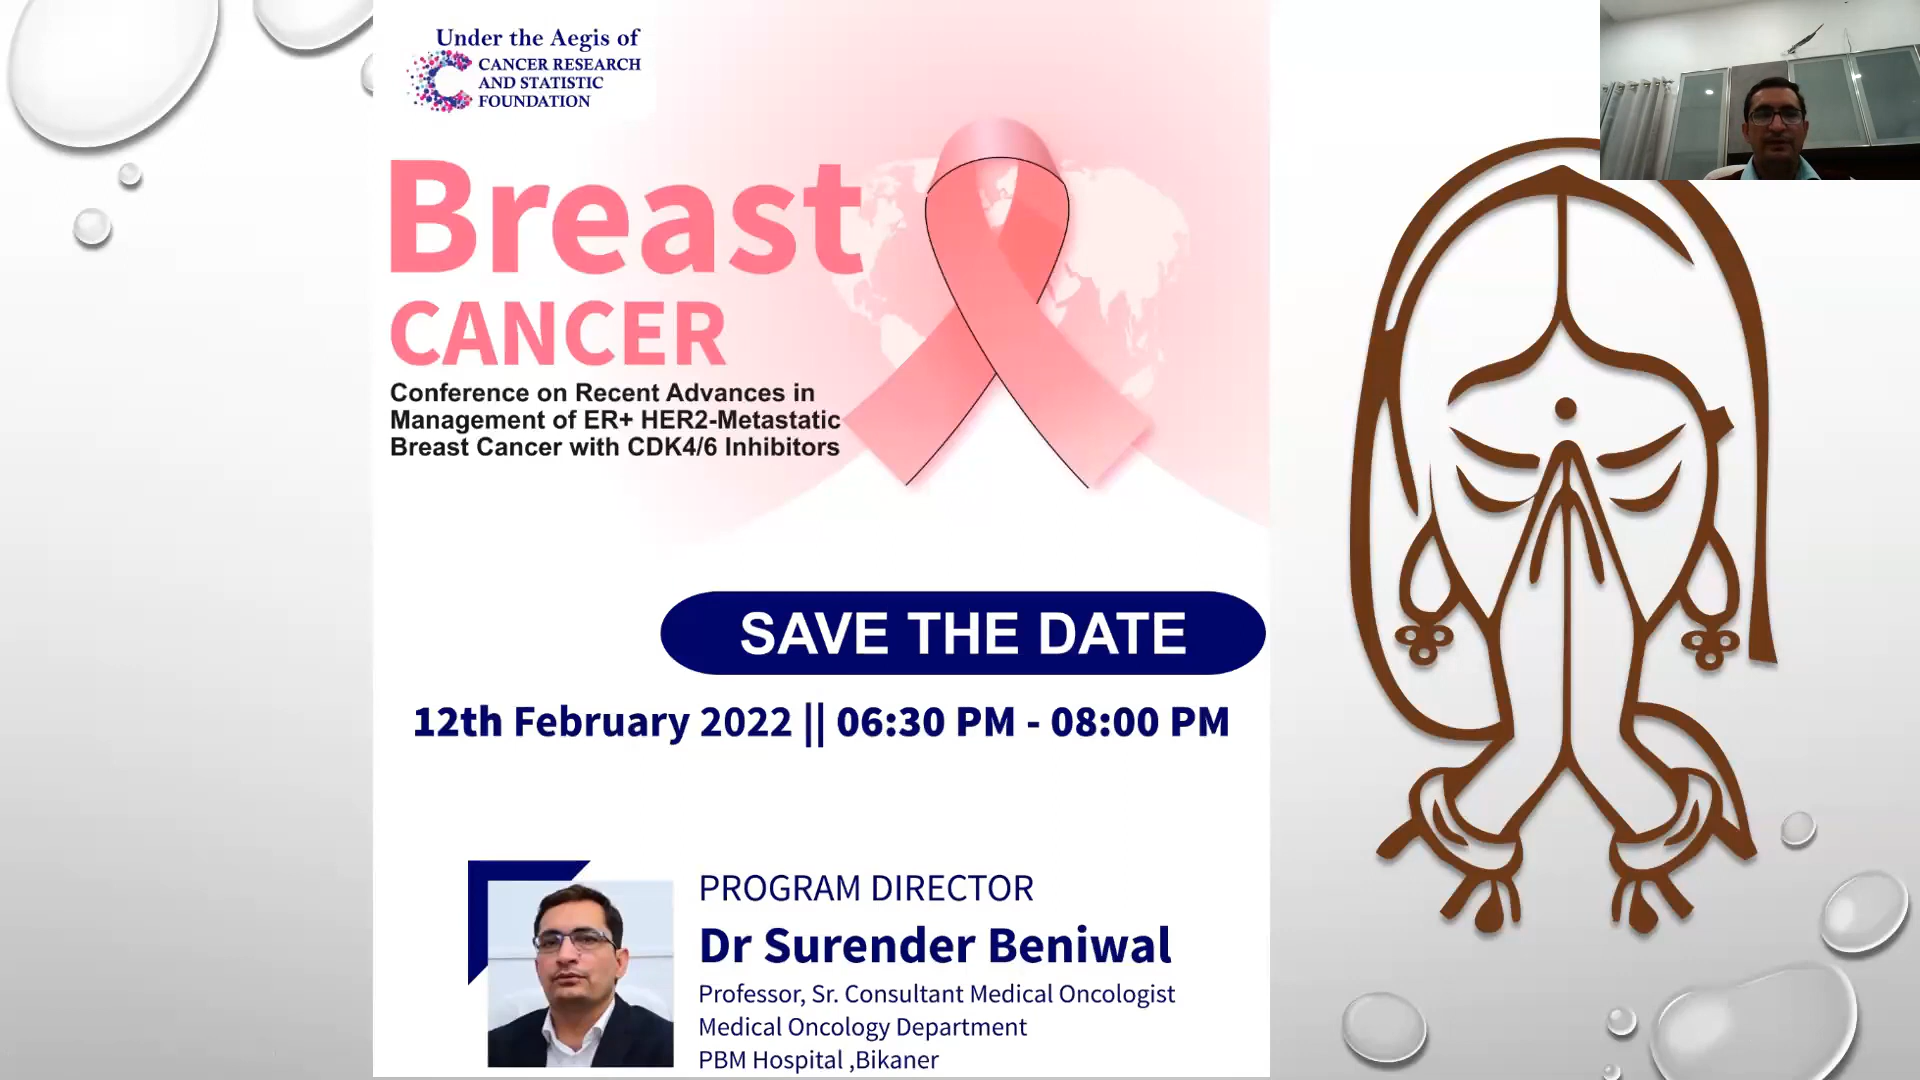 Under the Aegis of
CANCER RESEARCH
AND STATISTIC
FOUNDATION
Breast
CANCER
Conference on Recent Advances in
Management of ER+ HER2-Metastatic
Breast Cancer with CDK4/6 Inhibitors
SAVE THE DATE
12th February 2022 || 06:30 PM - 08:00 PM
PROGRAM DIRECTOR
Dr Surender Beniwal
Professor, Sr. Consultant Medical Oncologist
Medical Oncology Department
PBM Hospital ,Bikaner